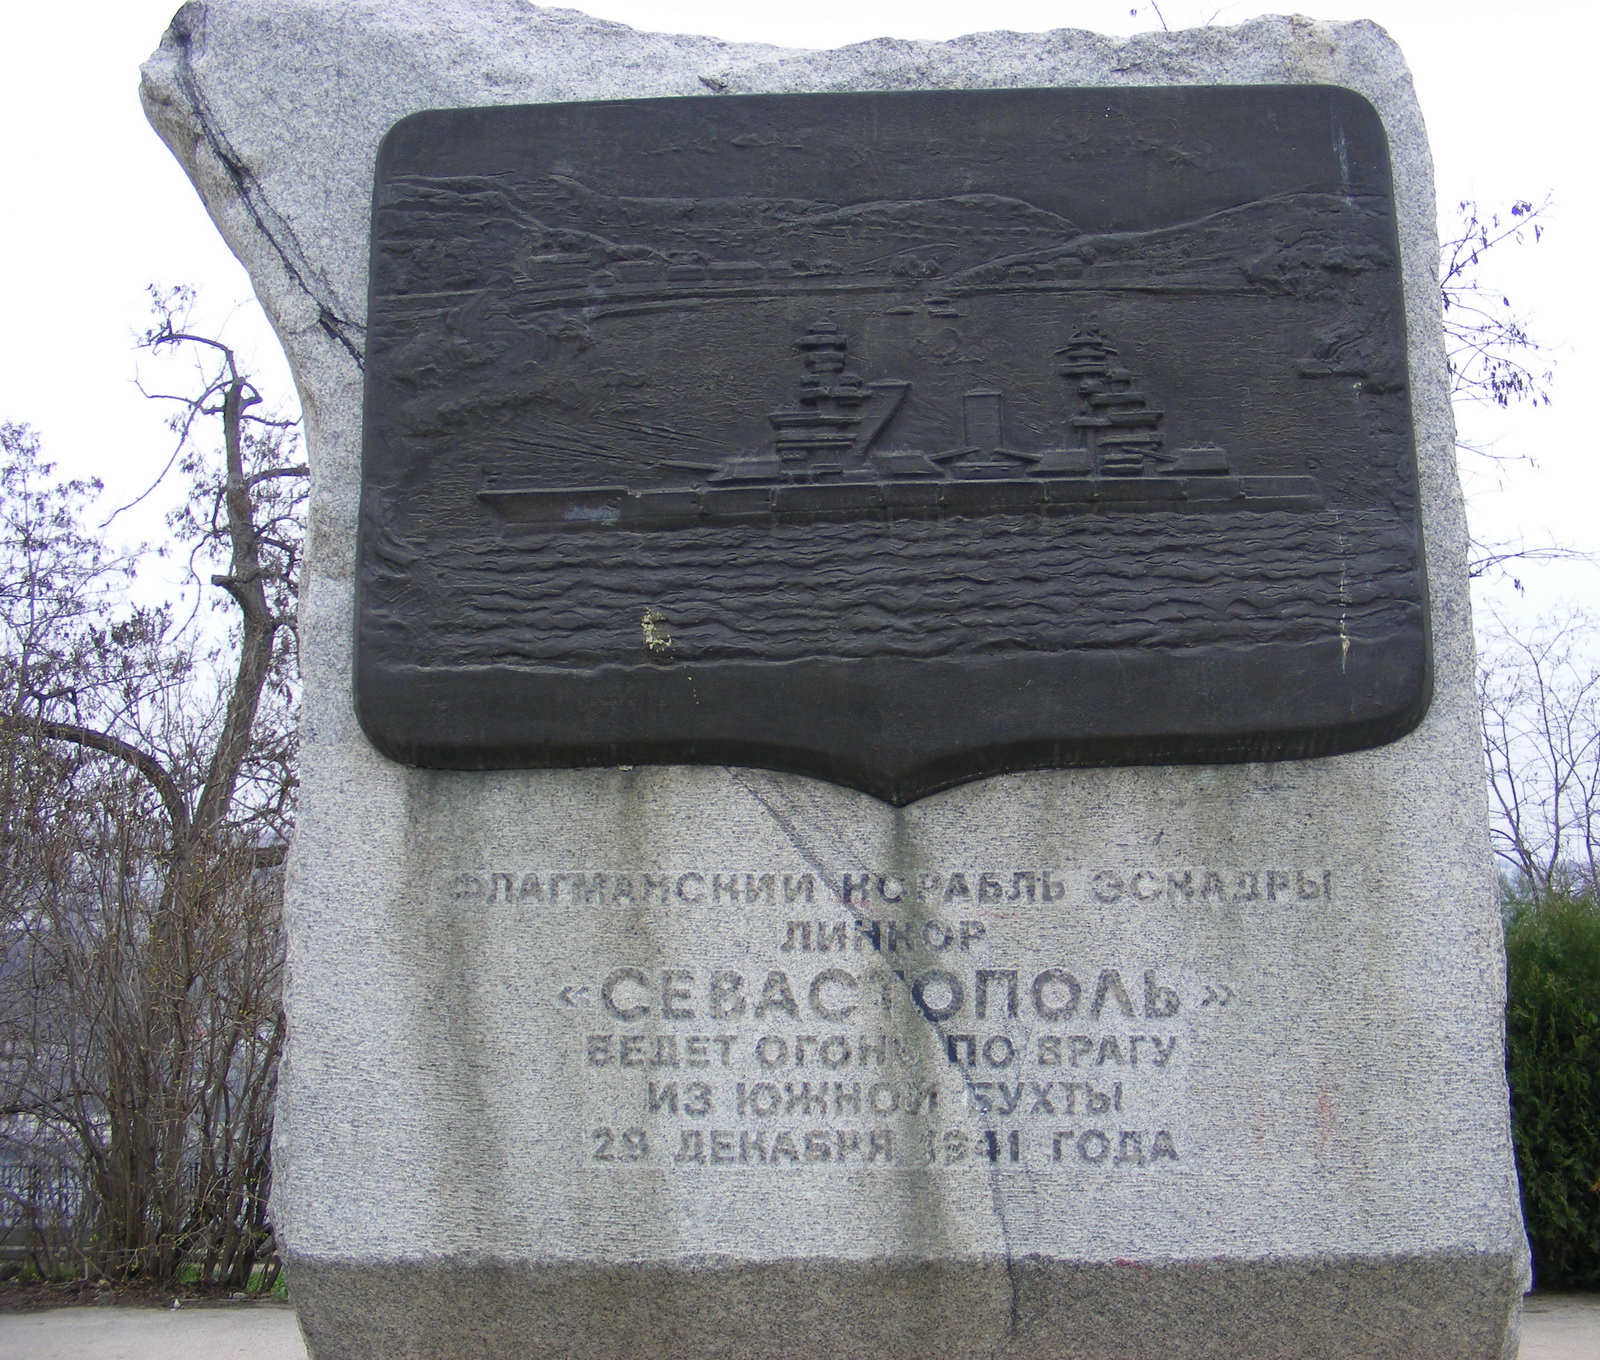 ФЛАГМАНСКИЙ КОРАБЛЬ ЭСКАДРЫ
ЛИНКОР
«СЕВАСТОПОЛЬ»
ВЕДЕТ ОГОНЬ ПО ВРАГУ
ИЗ ЮЖНОЙ БУХТЫ
29 ДЕКАБРЯ 1941 ГОДА